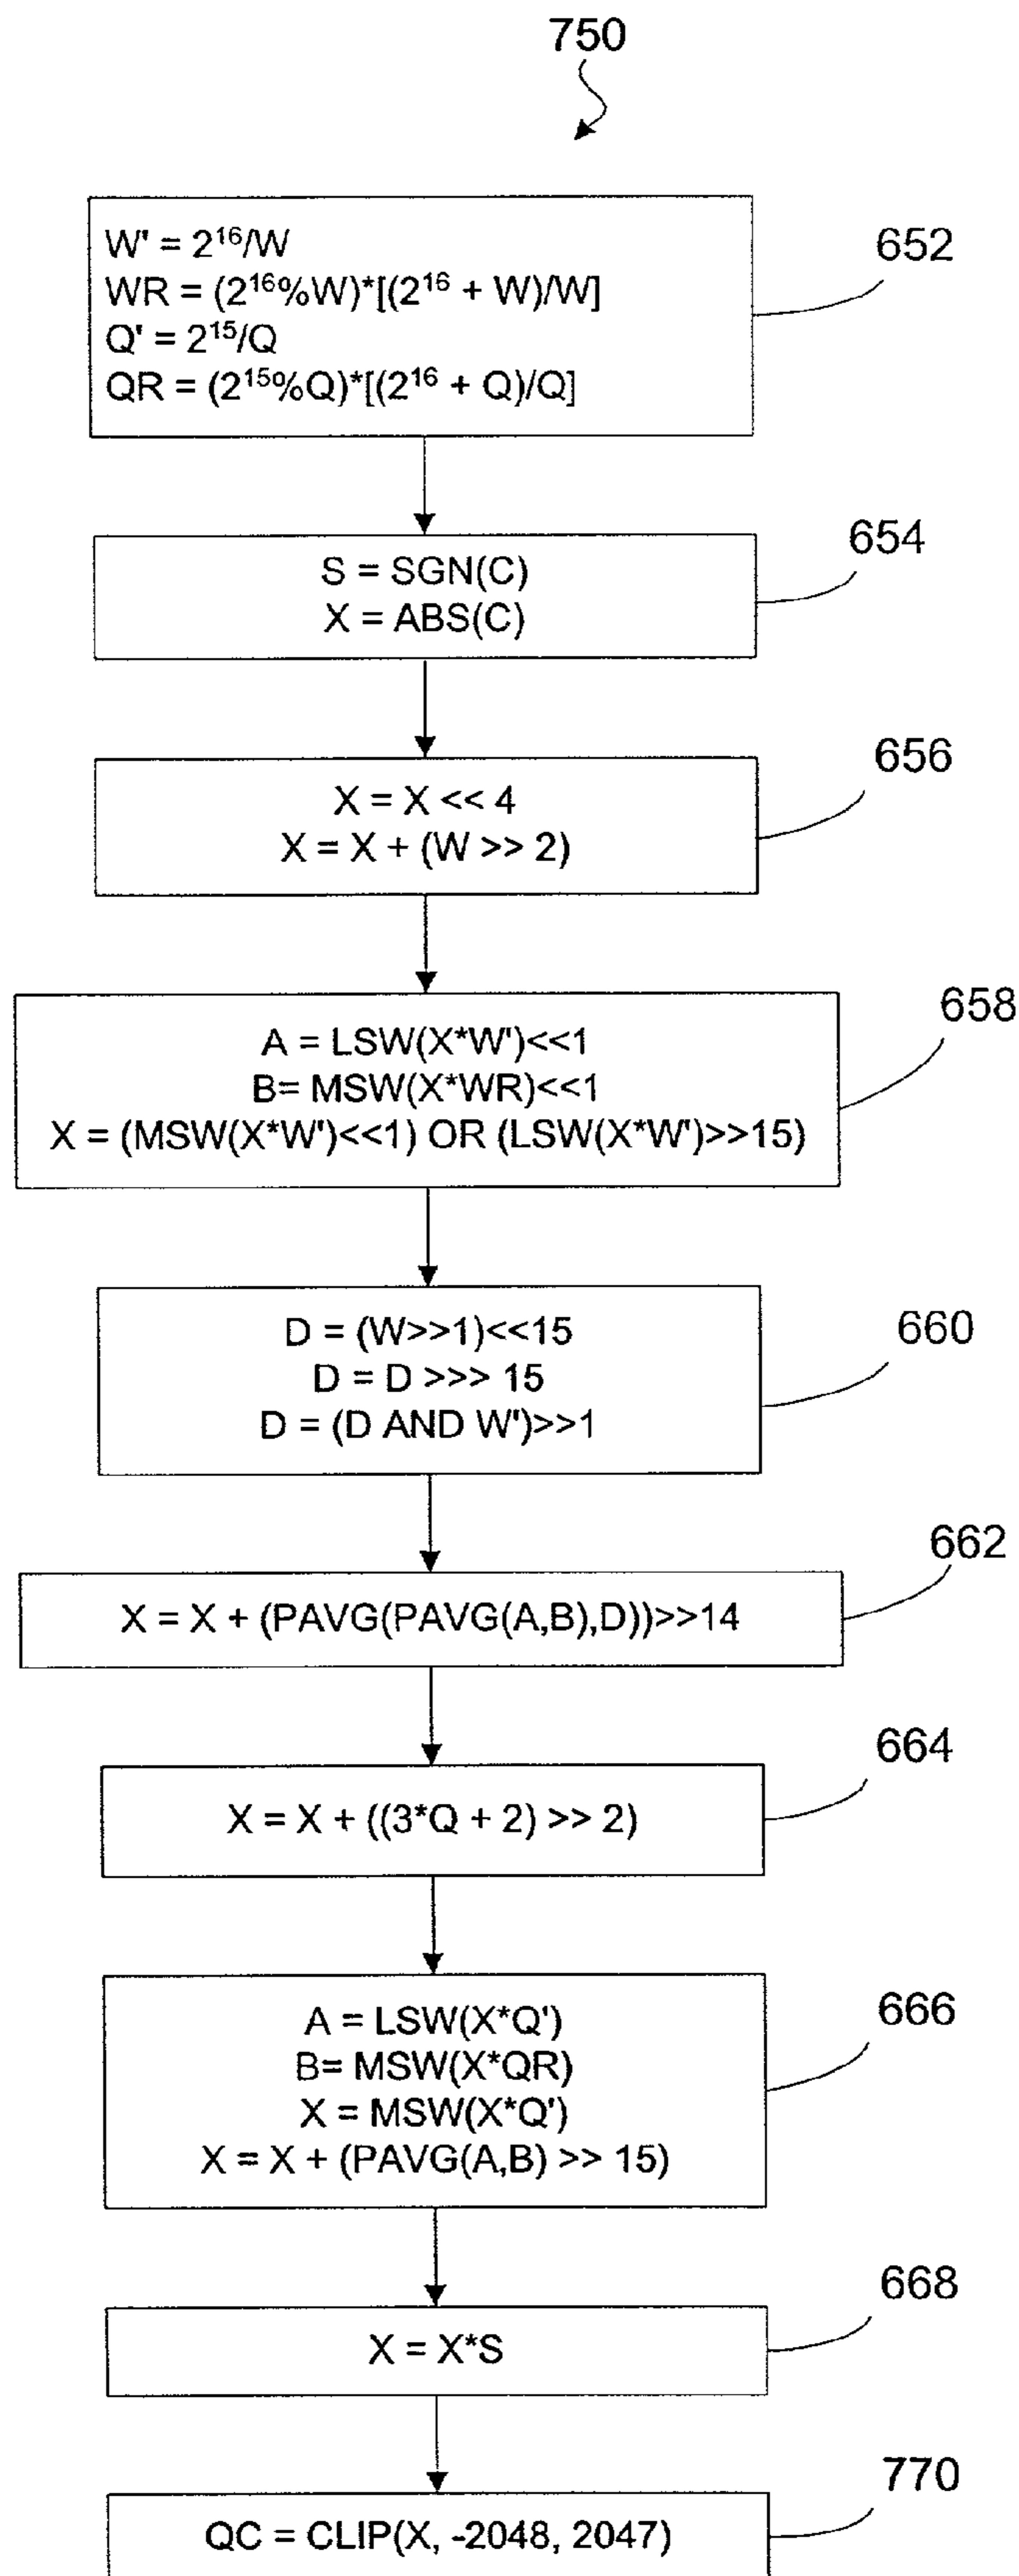 750
W' = 2¹⁶/W
WR = (2¹⁶%W)*[(2¹⁶ + W)/W]
Q' = 2¹⁵/Q
QR = (2¹⁵%Q)*[(2¹⁶ + Q)/Q]
652
S = SGN(C)
X = ABS(C)
654
X = X << 4
X = X + (W >> 2)
656
A = LSW(X*W')<<1
B= MSW(X*WR)<<1
X = (MSW(X*W')<<1) OR (LSW(X*W')>>15)
658
D = (W>>1)<<15
D = D >>> 15
D = (D AND W')>>1
660
X = X + (PAVG(PAVG(A,B),D))>>14
662
X = X + ((3*Q + 2) >> 2)
664
A = LSW(X*Q')
B= MSW(X*QR)
X = MSW(X*Q')
X = X + (PAVG(A,B) >> 15)
666
X = X*S
668
QC = CLIP(X, -2048, 2047)
770